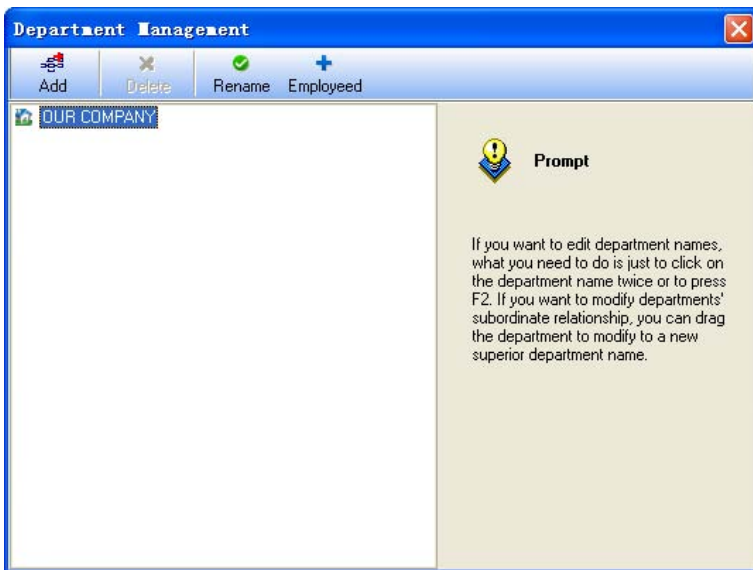 Department Management
Add Delete Rename Employeed
OUR COMPANY
Prompt
If you want to edit department names,
what you need to do is just to click on
the department name twice or to press
F2. If you want to modify departments'
subordinate relationship, you can drag
the department to modify to a new
superior department name.